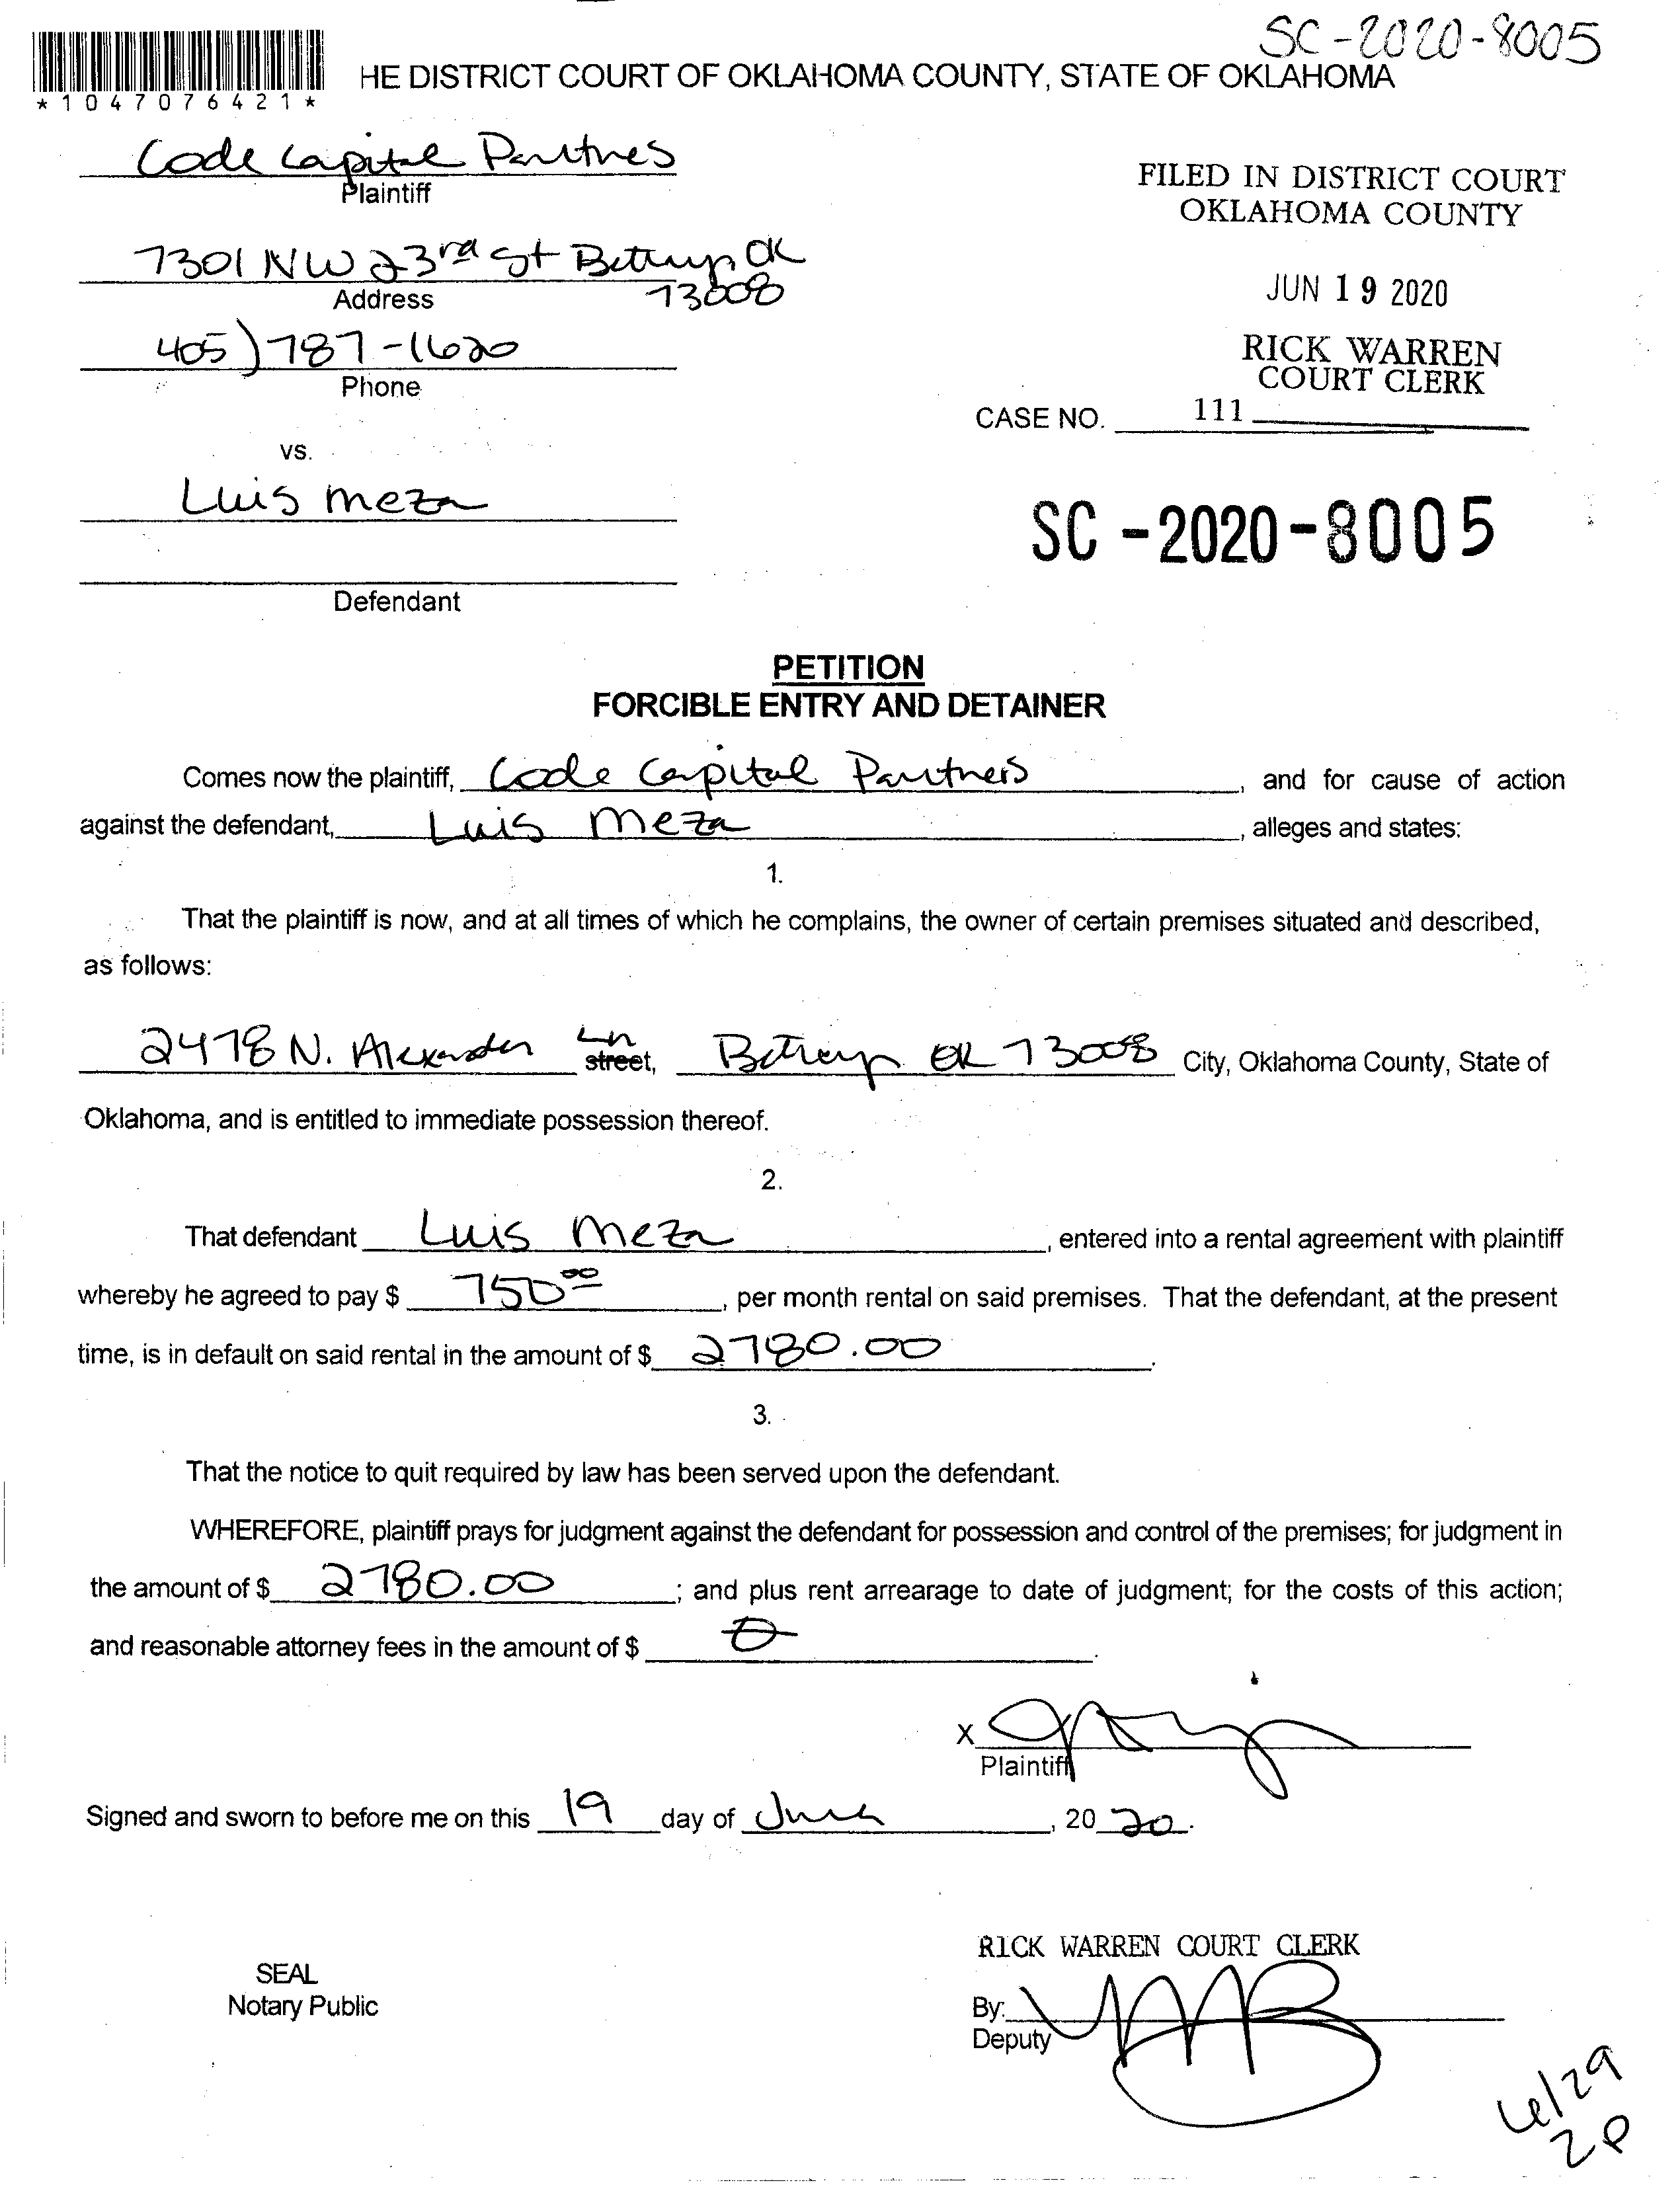 SC-2020-8005
*1047076421*
HE DISTRICT COURT OF OKLAHOMA COUNTY, STATE OF OKLAHOMA
Code Capital Partnes
Plaintiff
FILED IN DISTRICT COURT
OKLAHOMA COUNTY
7301 NW 23rd St Bethany OK
73008
Address
JUN 19 2020
405) 787-1620
Phone
RICK WARREN
COURT CLERK
CASE NO. 111
vs.
Luis Meza
SC-2020-8005
Defendant
PETITION
FORCIBLE ENTRY AND DETAINER
Comes now the plaintiff, Code Capital Partners, and for cause of action
against the defendant, Luis Meza, alleges and states:
1.
That the plaintiff is now, and at all times of which he complains, the owner of certain premises situated and described,
as follows:
2478 N. Alexander Ln street, Bethany OK 73008 City, Oklahoma County, State of
Oklahoma, and is entitled to immediate possession thereof.
2.
That defendant Luis Meza, entered into a rental agreement with plaintiff
whereby he agreed to pay $ 750.00, per month rental on said premises. That the defendant, at the present
time, is in default on said rental in the amount of $ 2780.00.
3.
That the notice to quit required by law has been served upon the defendant.
WHEREFORE, plaintiff prays for judgment against the defendant for possession and control of the premises; for judgment in
the amount of $ 2780.00; and plus rent arrearage to date of judgment; for the costs of this action;
and reasonable attorney fees in the amount of $ 0.
X
Plaintiff
Signed and sworn to before me on this 19 day of June, 20 20.
RICK WARREN COURT CLERK
SEAL
Notary Public
By:
Deputy
6/29
2P